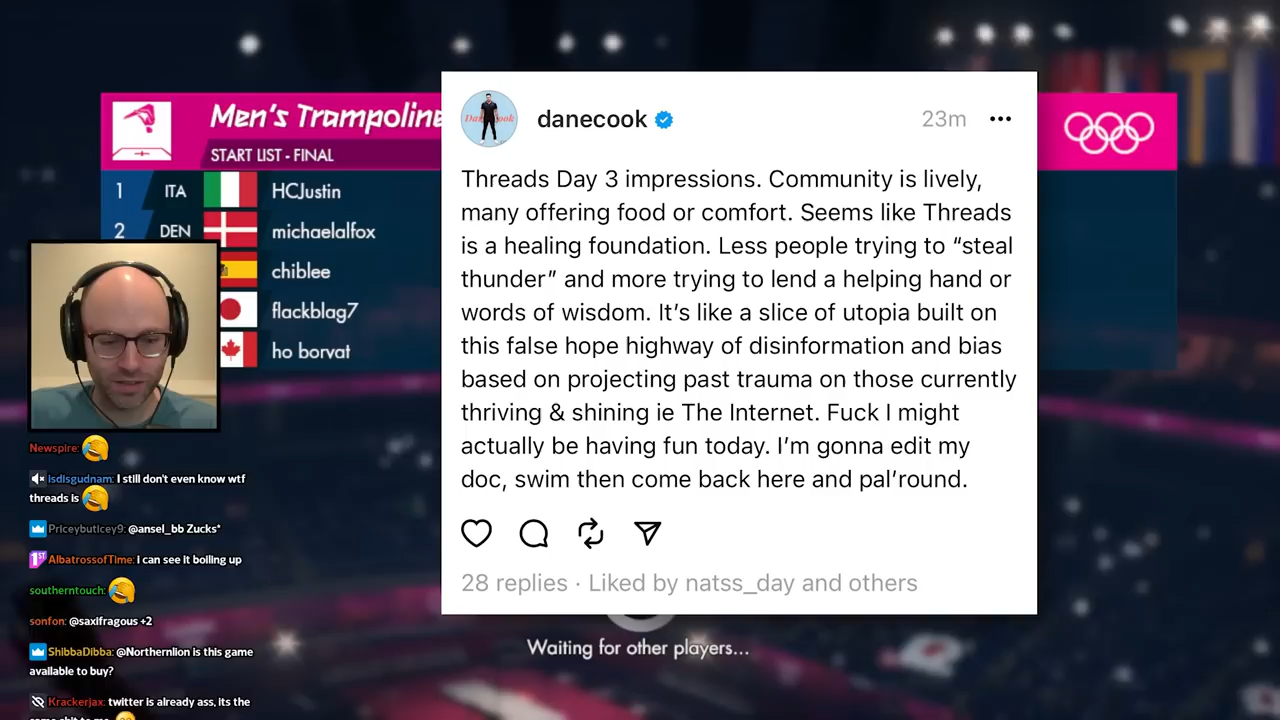 Men's Trampoline
START LIST - FINAL
1 ITA HCJustin
2 DEN michaelalfox
chiblee
flackblag7
ho borvat
danecook
23m
Threads Day 3 impressions. Community is lively,
many offering food or comfort. Seems like Threads
is a healing foundation. Less people trying to “steal
thunder” and more trying to lend a helping hand or
words of wisdom. It’s like a slice of utopia built on
this false hope highway of disinformation and bias
based on projecting past trauma on those currently
thriving & shining ie The Internet. Fuck I might
actually be having fun today. I’m gonna edit my
doc, swim then come back here and pal’round.
28 replies · Liked by natss_day and others
Waiting for other players...
Newspire:
isdisgudnam: I still don't even know wtf
threads is
Priceybuticey9: @ansel_bb Zucks*
AlbatrossofTime: I can see it boiling up
southerntouch:
sonfon: @saxifragous +2
ShibbaDibba: @Northernlion is this game
available to buy?
Krackerjax: twitter is already ass, its the